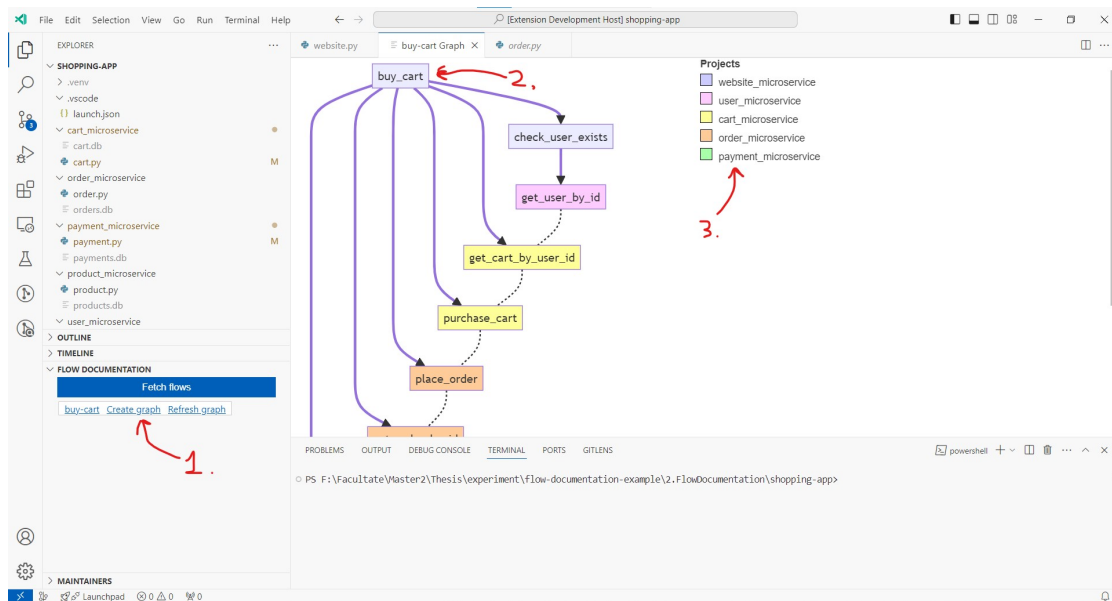 File Edit Selection View Go Run Terminal Help
[Extension Development Host] shopping-app
EXPLORER
SHOPPING-APP
.venv
.vscode
launch.json
cart_microservice
cart.db
cart.py M
order_microservice
order.py
orders.db
payment_microservice
payment.py M
payments.db
product_microservice
product.py
products.db
user_microservice
OUTLINE
TIMELINE
FLOW DOCUMENTATION
Fetch flows
buy-cart Create graph Refresh graph
1.
MAINTAINERS
website.py buy-cart Graph order.py
buy_cart
2.
check_user_exists
get_user_by_id
get_cart_by_user_id
purchase_cart
place_order
Projects
website_microservice
user_microservice
cart_microservice
order_microservice
payment_microservice
3.
PROBLEMS OUTPUT DEBUG CONSOLE TERMINAL PORTS GITLENS
powershell
PS F:\Facultate\Master2\Thesis\experiment\flow-documentation-example\2.FlowDocumentation\shopping-app>
3
Launchpad 0 0 0